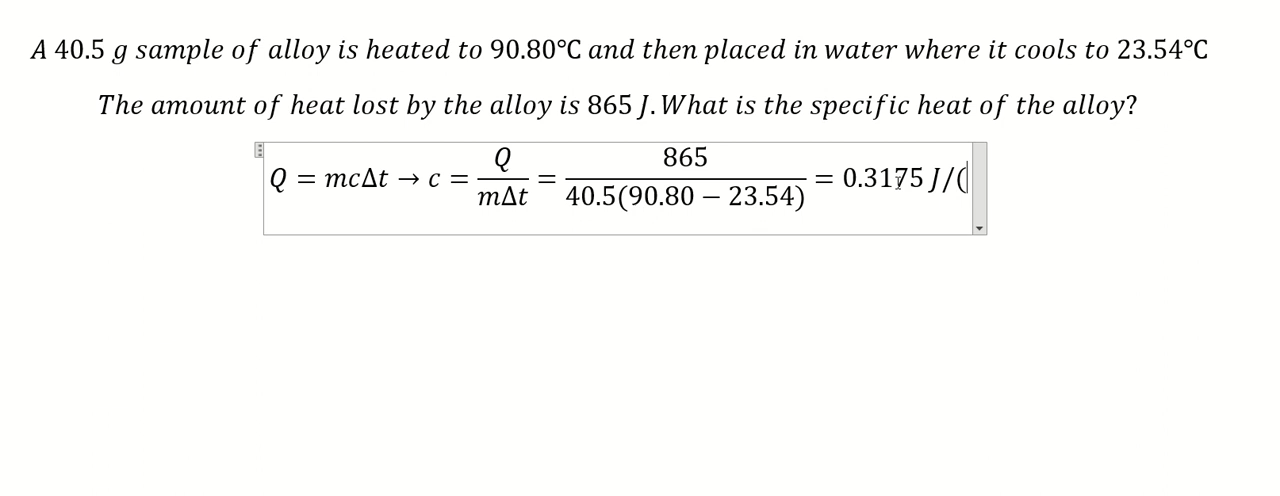 A 40.5 g sample of alloy is heated to 90.80℃ and then placed in water where it cools to 23.54℃
The amount of heat lost by the alloy is 865 J. What is the specific heat of the alloy?
Q = mc∆t → c = Q/m∆t = 865/40.5(90.80 − 23.54) = 0.3175 J/(